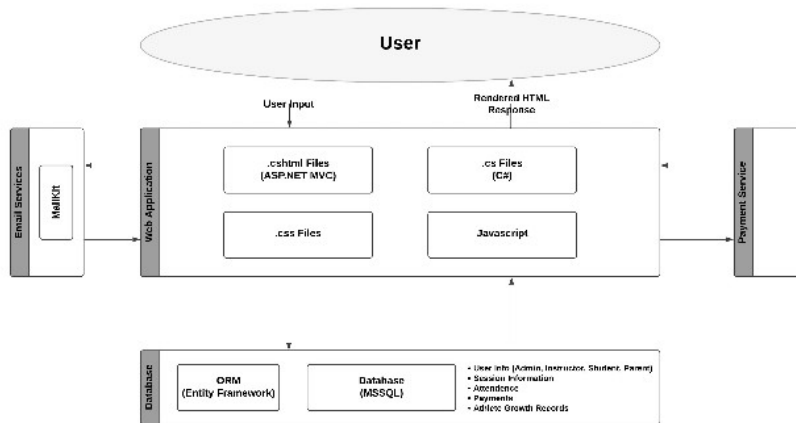 User
User Input
Rendered HTML
Response
Email Services
MailKit
Web Application
.cshtml Files
(ASP.NET MVC)
.cs Files
(C#)
.css Files
Javascript
Payment Service
Database
ORM
(Entity Framework)
Database
(MSSQL)
• User Info (Admin, Instructor, Student, Parent)
• Session Information
• Attendence
• Payments
• Athlete Growth Records